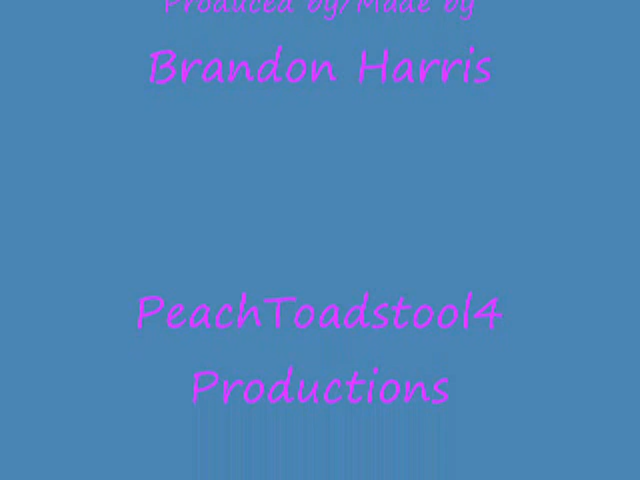 Produced by/Made by
Brandon Harris
PeachToadstool4
Productions